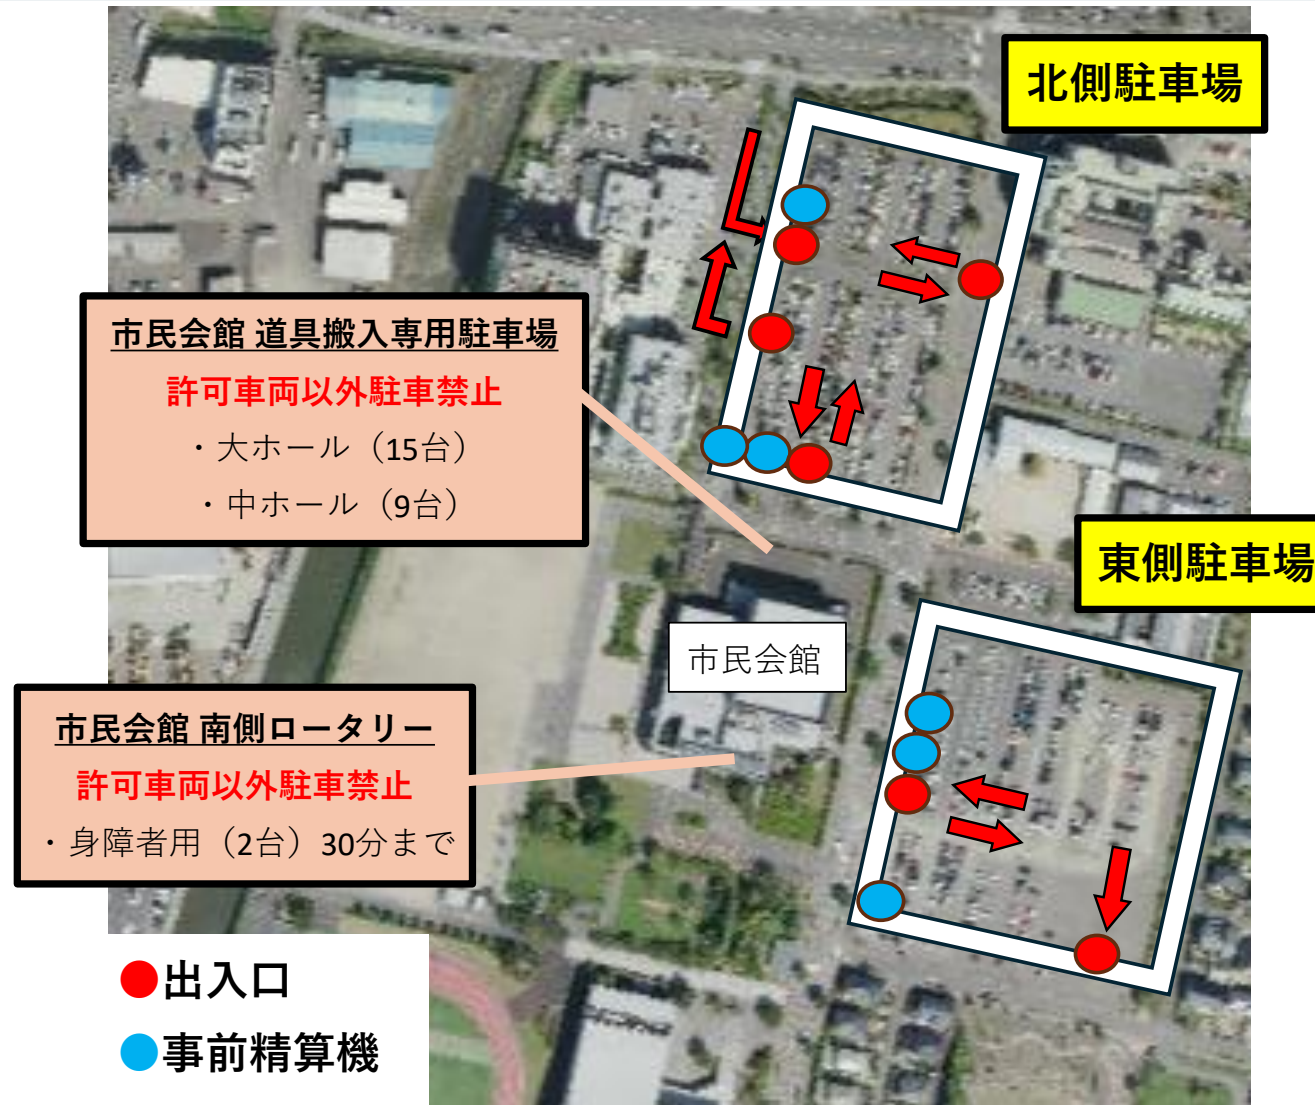 北側駐車場
市民会館 道具搬入専用駐車場
許可車両以外駐車禁止
・大ホール（15台）
・中ホール（9台）
東側駐車場
市民会館
市民会館 南側ロータリー
許可車両以外駐車禁止
・身障者用（2台）30分まで
出入口
事前精算機